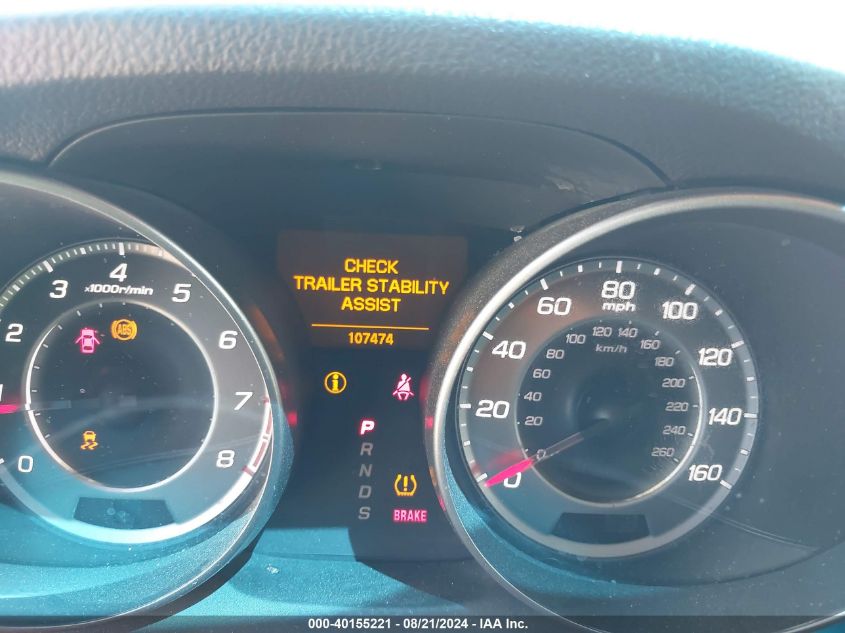 CHECK
TRAILER STABILITY
ASSIST
107474
0 1 2 3 4 5 6 7 8
x1000r/min
ABS
P
R
N
D
S
BRAKE
0 20 40 60 80 100 120 140 160
mph
0 20 40 60 80 100 120 140 160 180 200 220 240 260
km/h
000-40155221 - 08/21/2024 - IAA Inc.